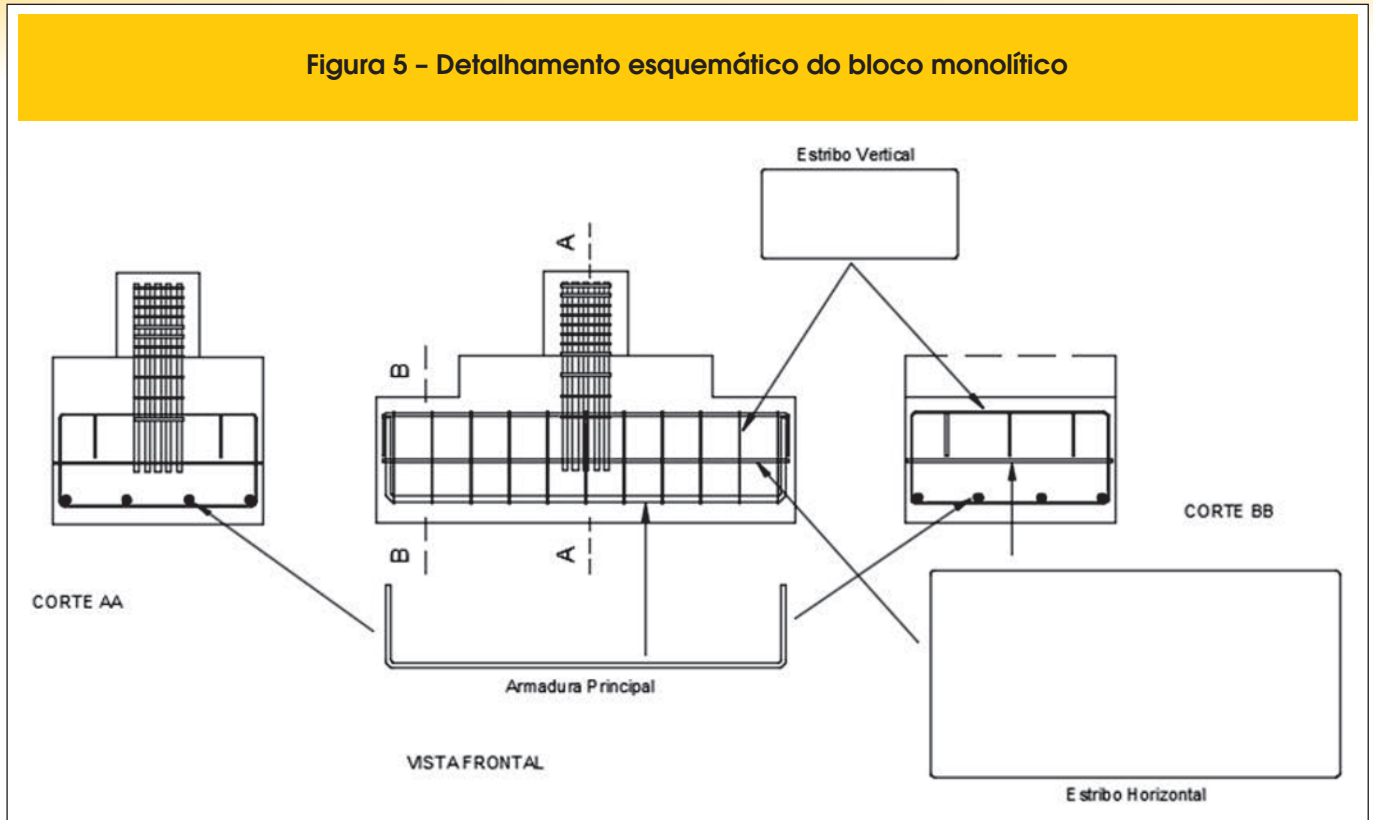 Figura 5 – Detalhamento esquemático do bloco monolítico
Estribo Vertical
A
B
B
A
CORTE AA
CORTE BB
Armadura Principal
VISTA FRONTAL
Estribo Horizontal